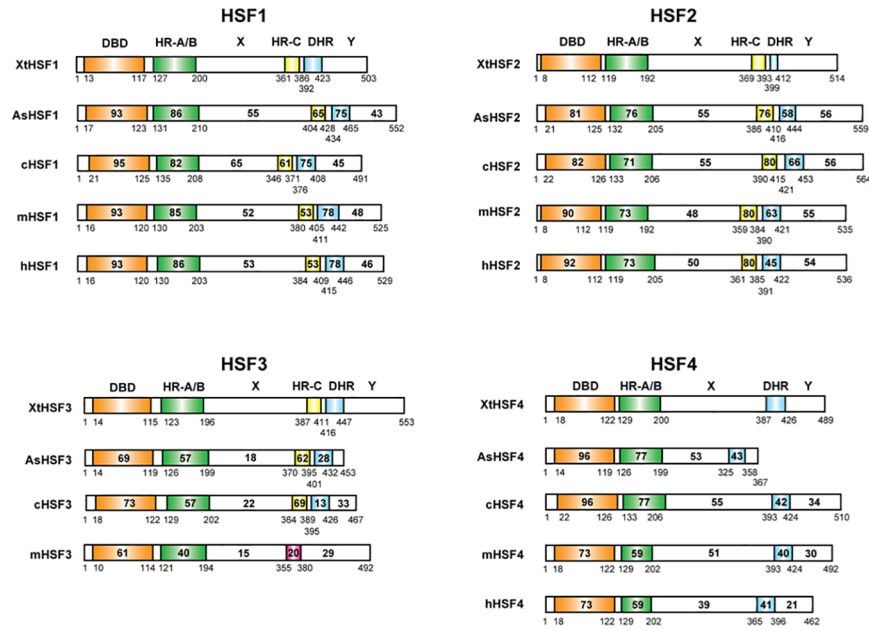 HSF1
DBD HR-A/B X HR-C DHR Y
XtHSF1
1 13 117 127 200 361 386 423 503
392
AsHSF1 93 86 55 65 75 43
1 17 123 131 210 404 428 465 552
434
cHSF1 95 82 65 61 75 45
1 21 125 135 208 346 371 408 491
376
mHSF1 93 85 52 53 78 48
1 16 120 130 203 380 405 442 525
411
hHSF1 93 86 53 53 78 46
1 16 120 130 203 384 409 446 529
415
HSF2
DBD HR-A/B X HR-C DHR Y
XtHSF2
1 8 112 119 192 369 393 412 514
399
AsHSF2 81 76 55 76 58 56
1 21 125 132 205 386 410 444 559
416
cHSF2 82 71 55 80 66 56
1 22 126 133 206 390 415 453 564
421
mHSF2 90 73 48 80 63 55
1 8 112 119 192 359 384 421 535
390
hHSF2 92 73 50 80 45 54
1 8 112 119 192 361 385 422 536
391
HSF3
DBD HR-A/B X HR-C DHR Y
XtHSF3
1 14 115 123 196 387 411 447 553
416
AsHSF3 69 57 18 62 28
1 14 119 126 199 370 395 432 453
401
cHSF3 73 57 22 69 13 33
1 18 122 129 202 364 389 426 467
395
mHSF3 61 40 15 20 29
1 10 114 121 194 355 380 492
HSF4
DBD HR-A/B X DHR Y
XtHSF4
1 18 122 129 200 387 426 489
AsHSF4 96 77 53 43
1 14 119 126 199 325 358
367
cHSF4 96 77 55 42 34
1 22 126 133 206 393 424 510
mHSF4 73 59 51 40 30
1 18 122 129 202 393 424 492
hHSF4 73 59 39 41 21
1 18 122 129 202 365 396 462